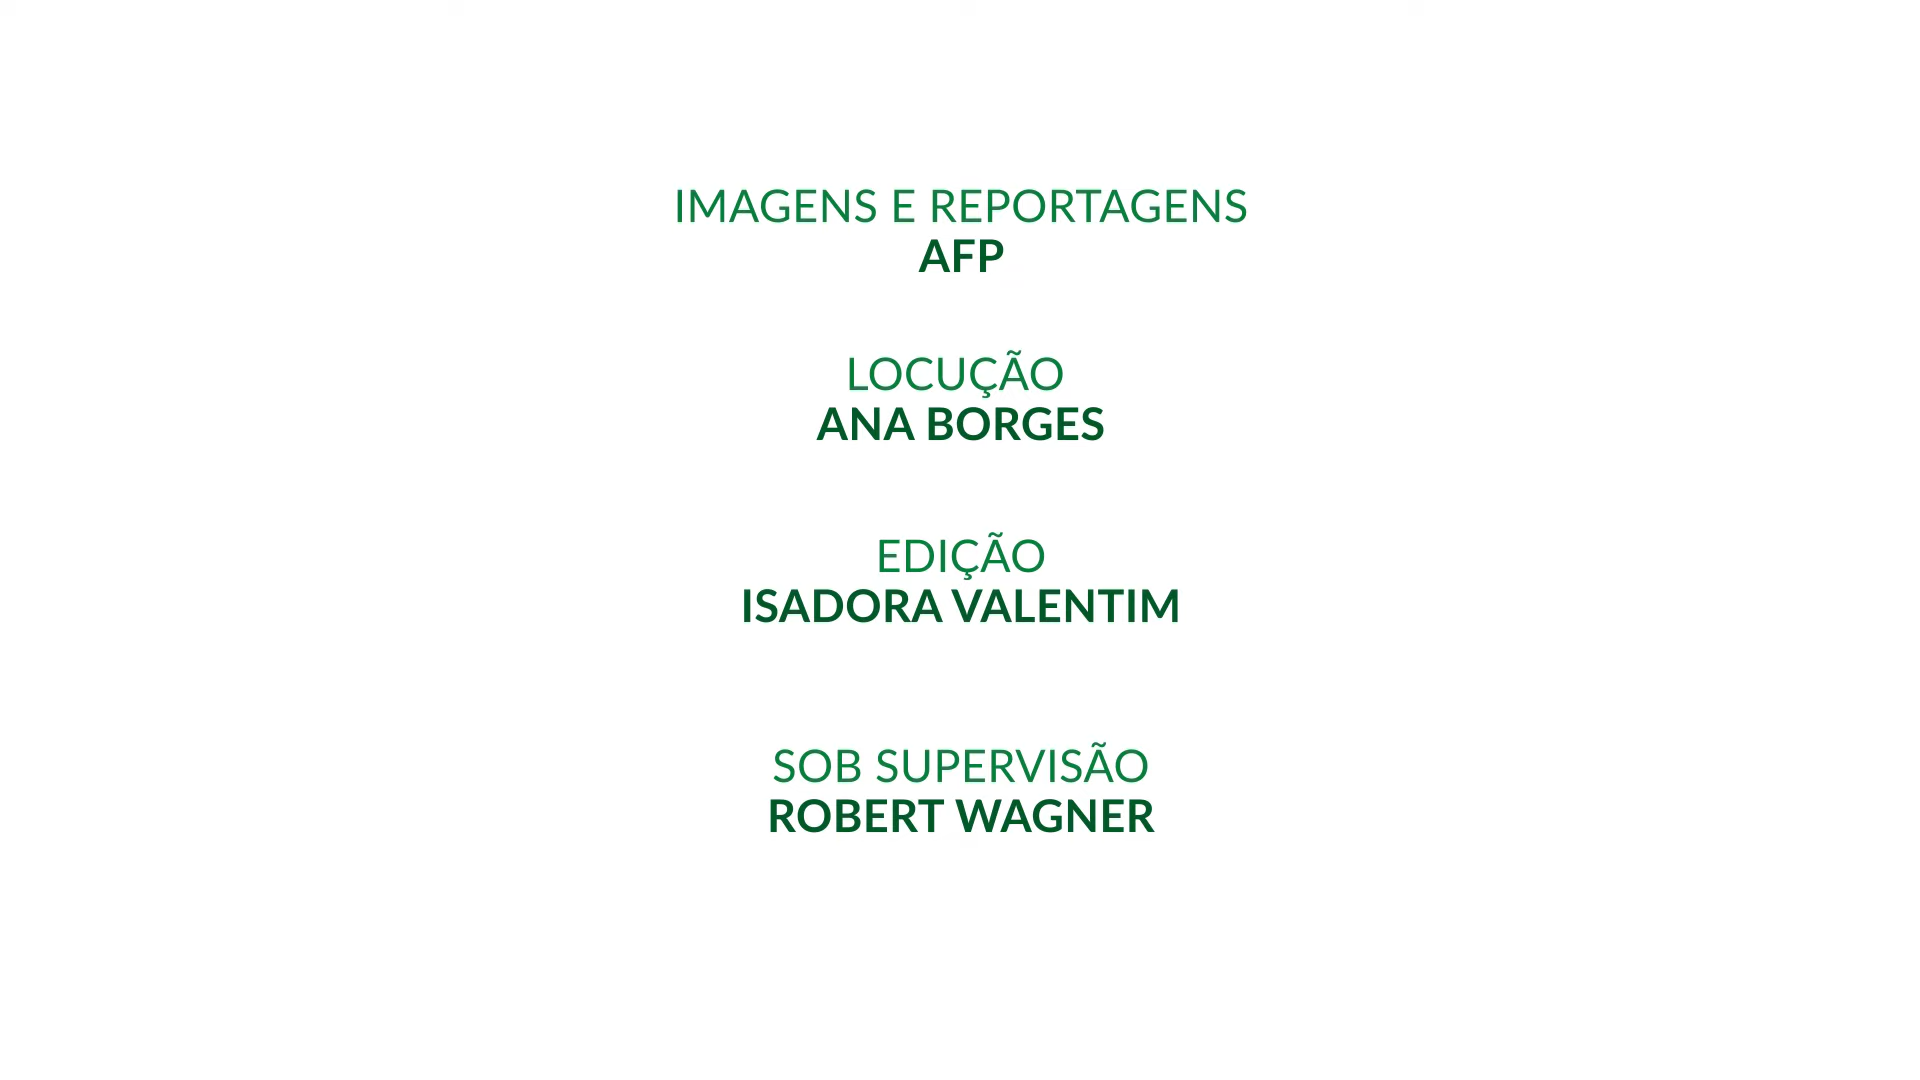 IMAGENS E REPORTAGENS
AFP
LOCUÇÃO
ANA BORGES
EDIÇÃO
ISADORA VALENTIM
SOB SUPERVISÃO
ROBERT WAGNER